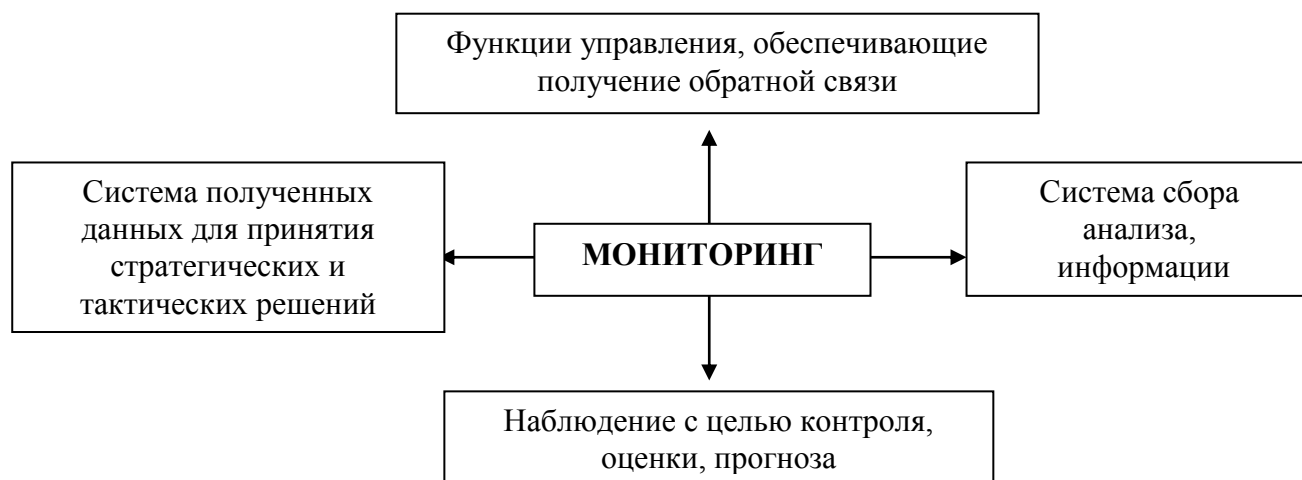 Функции управления, обеспечивающие
получение обратной связи
Система полученных
данных для принятия
стратегических и
тактических решений
МОНИТОРИНГ
Система сбора
анализа,
информации
Наблюдение с целью контроля,
оценки, прогноза